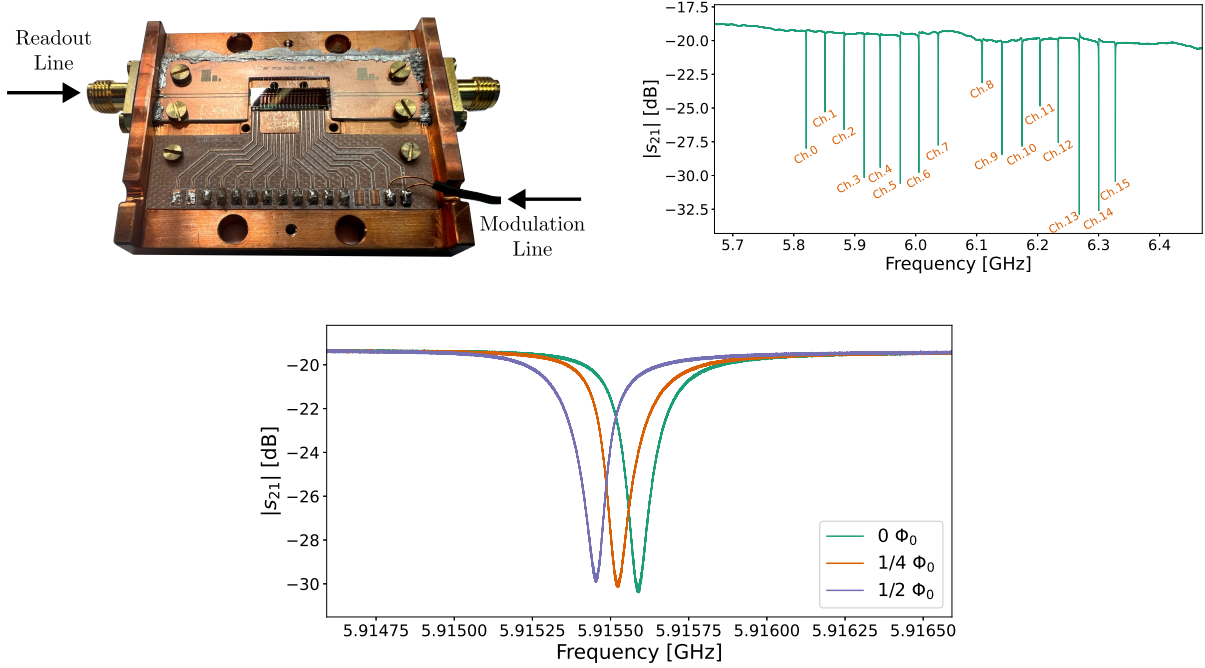 Readout
Line
Modulation
Line
−17.5
−20.0
−22.5
−25.0
−27.5
−30.0
−32.5
|s21| [dB]
Ch.0
Ch.1
Ch.2
Ch.3
Ch.4
Ch.5
Ch.6
Ch.7
Ch.8
Ch.9
Ch.10
Ch.11
Ch.12
Ch.13
Ch.14
Ch.15
5.7 5.8 5.9 6.0 6.1 6.2 6.3 6.4
Frequency [GHz]
−20
−22
−24
−26
−28
−30
|s21| [dB]
0 Φ0
1/4 Φ0
1/2 Φ0
5.91475 5.91500 5.91525 5.91550 5.91575 5.91600 5.91625 5.91650
Frequency [GHz]